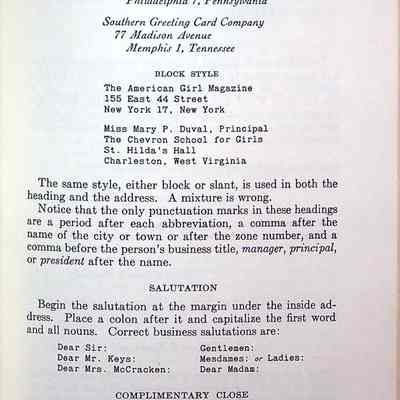 Philadelphia 7, Pennsylvania
Southern Greeting Card Company
77 Madison Avenue
Memphis 1, Tennessee
BLOCK STYLE
The American Girl Magazine
155 East 44 Street
New York 17, New York
Miss Mary P. Duval, Principal
The Chevron School for Girls
St. Hilda's Hall
Charleston, West Virginia
The same style, either block or slant, is used in both the
heading and the address. A mixture is wrong.
Notice that the only punctuation marks in these headings
are a period after each abbreviation, a comma after the
name of the city or town or after the zone number, and a
comma before the person's business title, manager, principal,
or president after the name.
SALUTATION
Begin the salutation at the margin under the inside ad-
dress. Place a colon after it and capitalize the first word
and all nouns. Correct business salutations are:
Dear Sir: Gentlemen:
Dear Mr. Keys: Mesdames: or Ladies:
Dear Mrs. McCracken: Dear Madam:
COMPLIMENTARY CLOSE